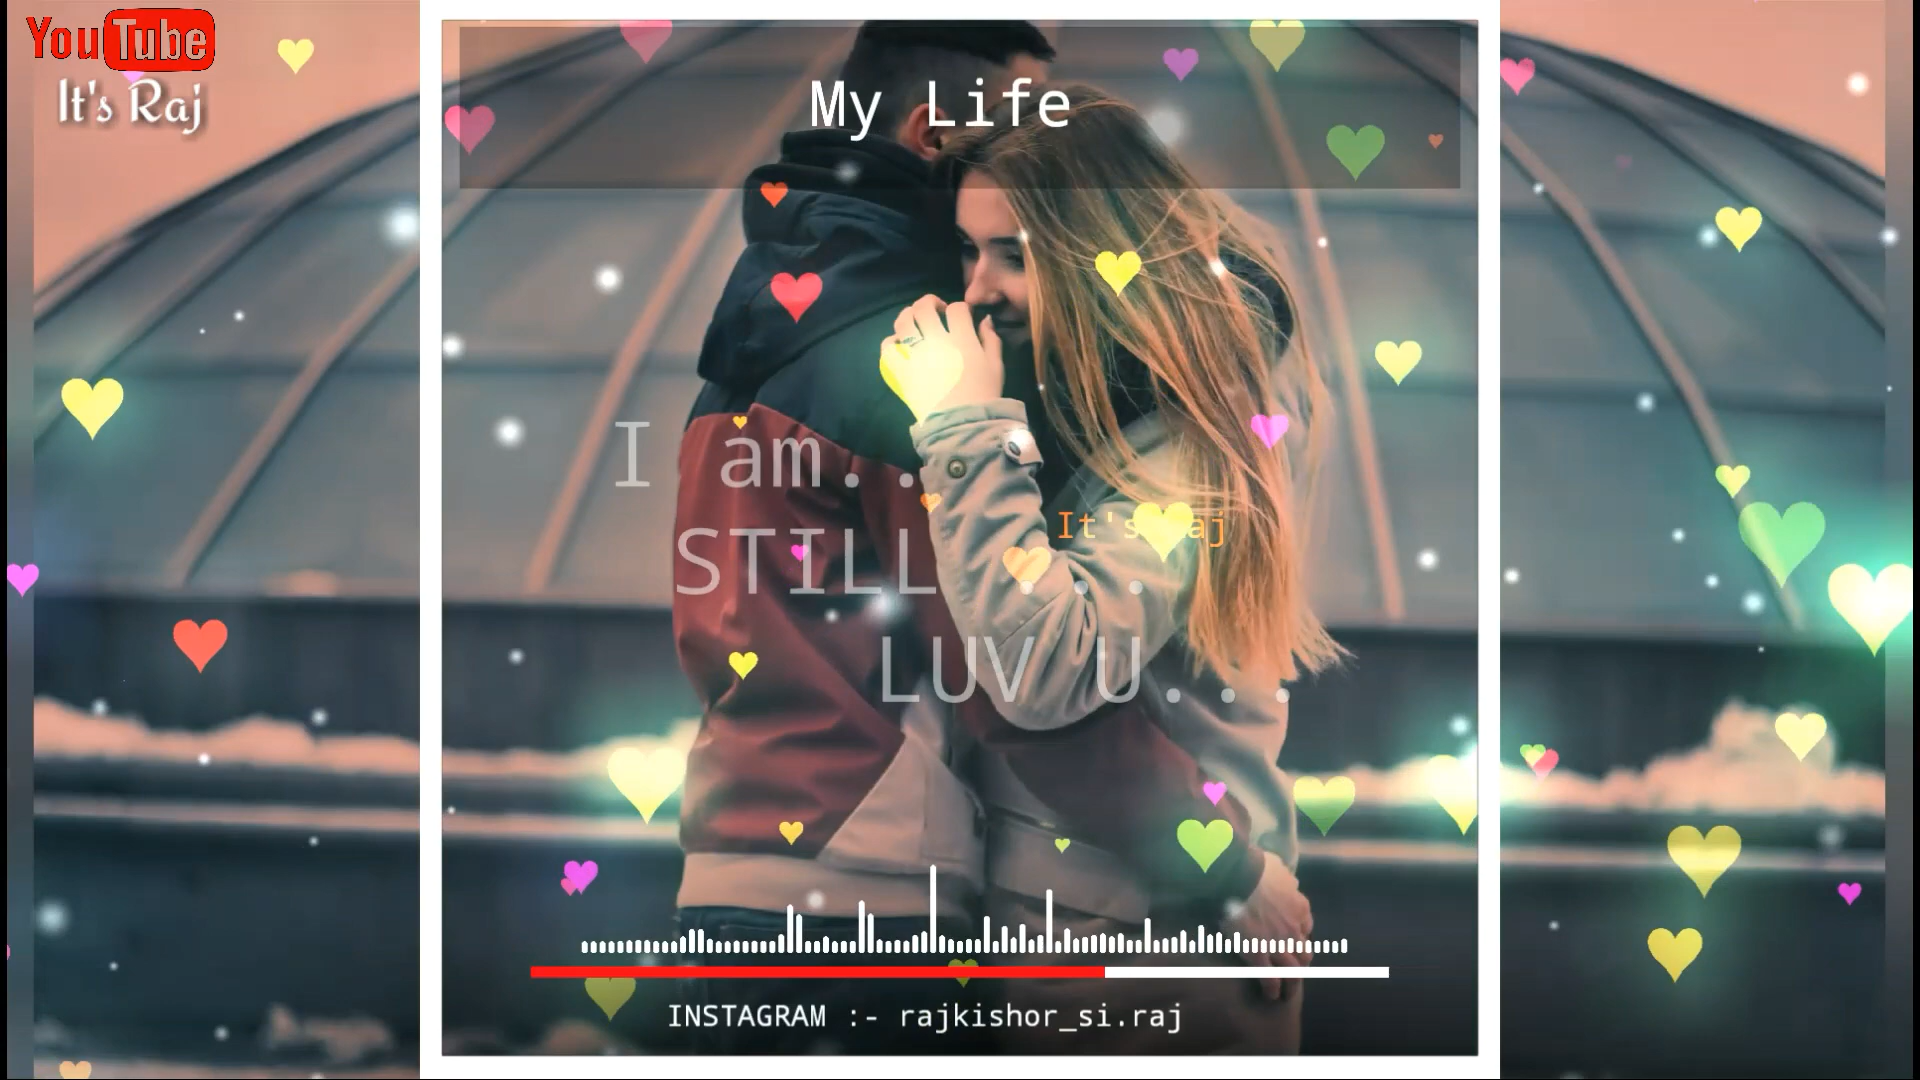 YouTube
It's Raj
My Life
I am...
STILL ...
It's Raj
LUV U...
INSTAGRAM :- rajkishor_si.raj